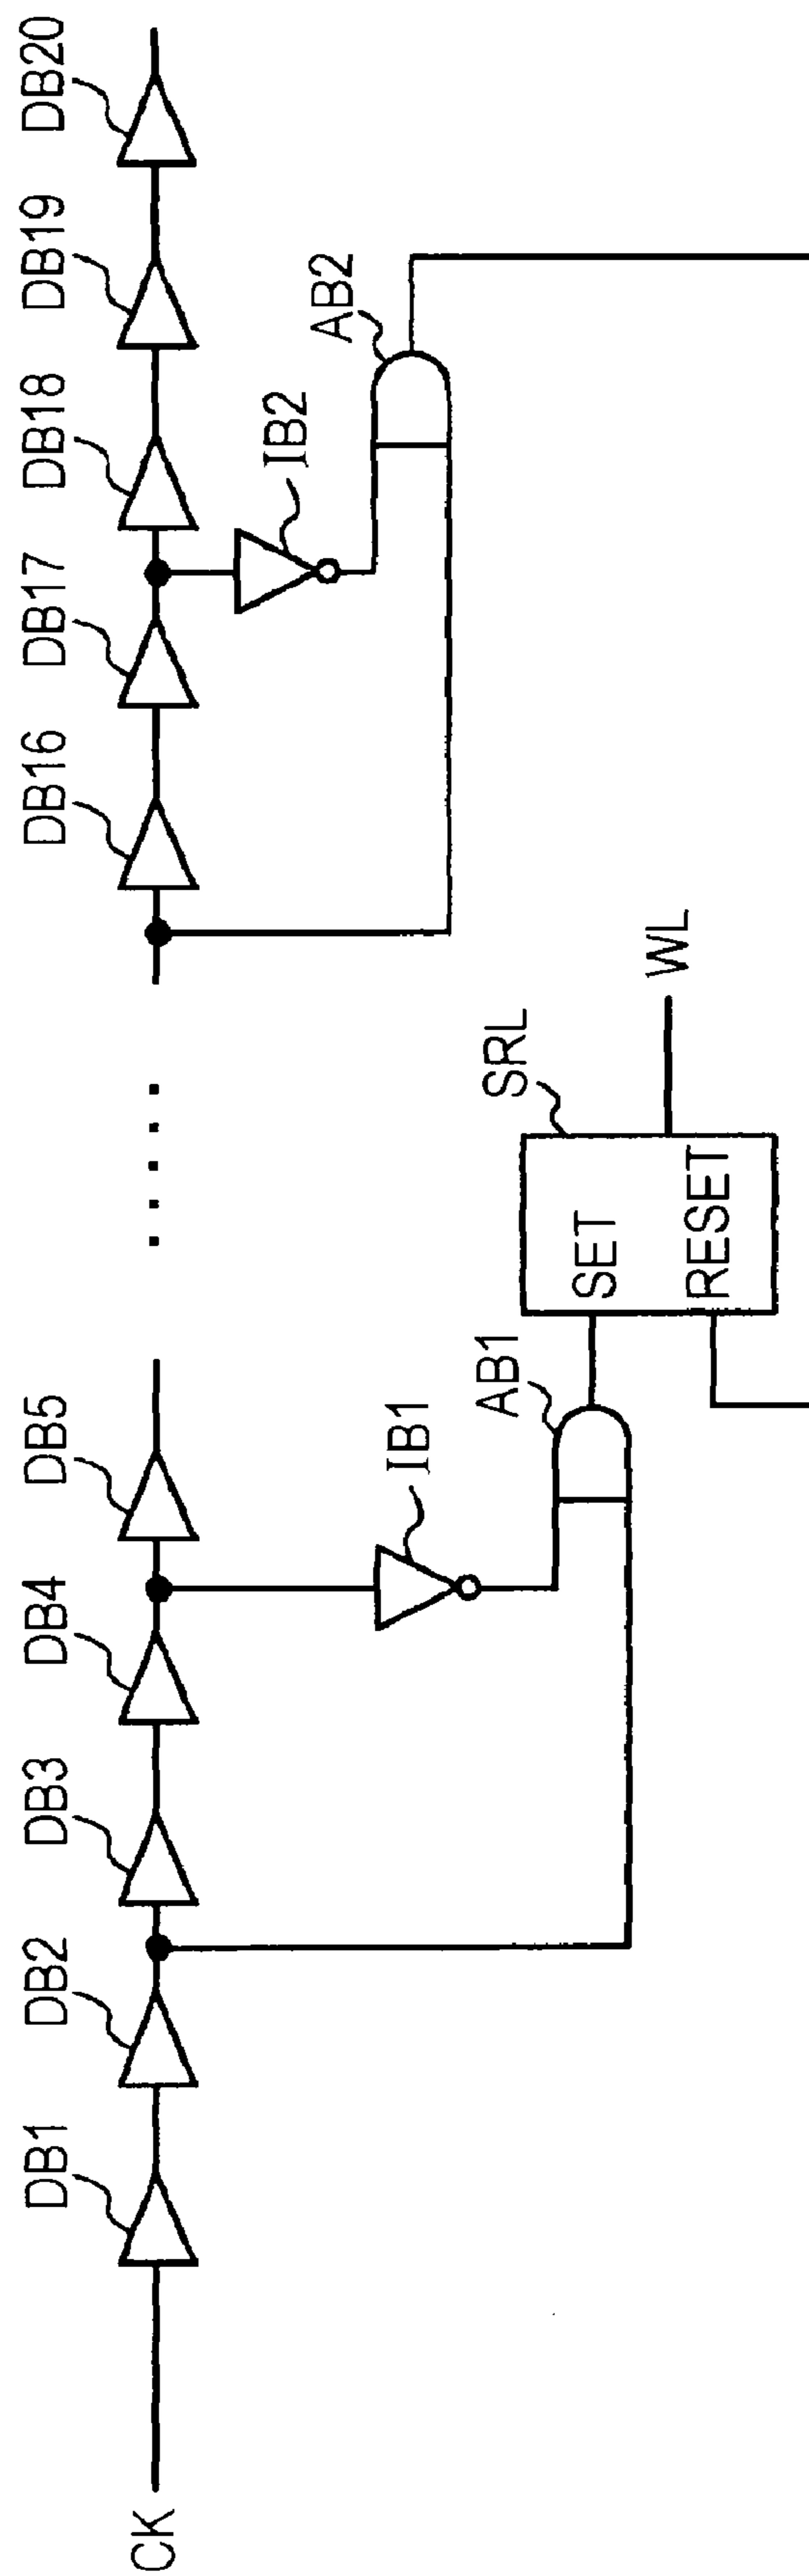 CK
DB1
DB2
DB3
DB4
DB5
DB16
DB17
DB18
DB19
DB20
IB1
AB1
IB2
AB2
SRL
SET
RESET
WL